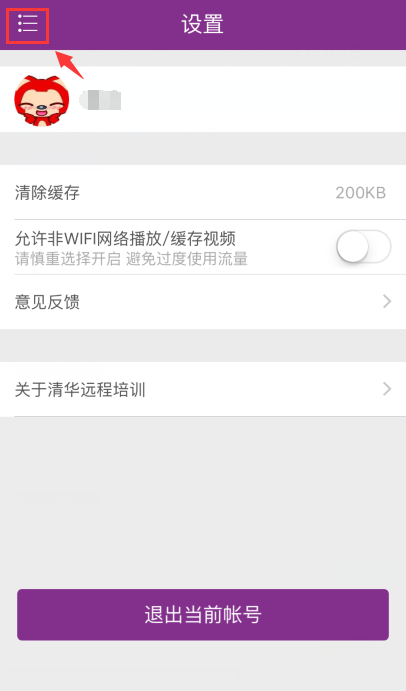 设置
清除缓存
200KB
允许非WIFI网络播放/缓存视频
请慎重选择开启 避免过度使用流量
意见反馈
关于清华远程培训
退出当前帐号